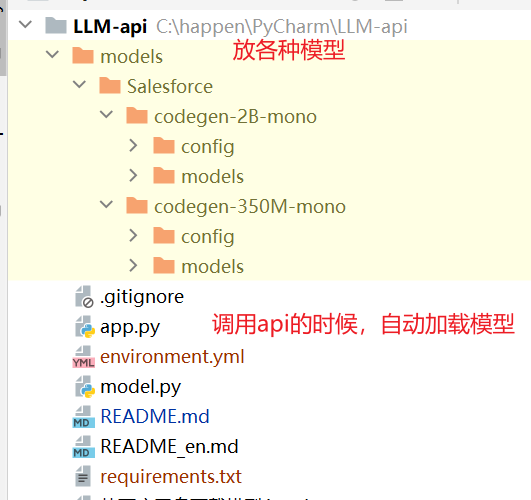 LLM-api C:\happen\PyCharm\LLM-api
models 放各种模型
Salesforce
codegen-2B-mono
config
models
codegen-350M-mono
config
models
.gitignore
app.py 调用api的时候，自动加载模型
YML environment.yml
model.py
MD README.md
MD README_en.md
requirements.txt